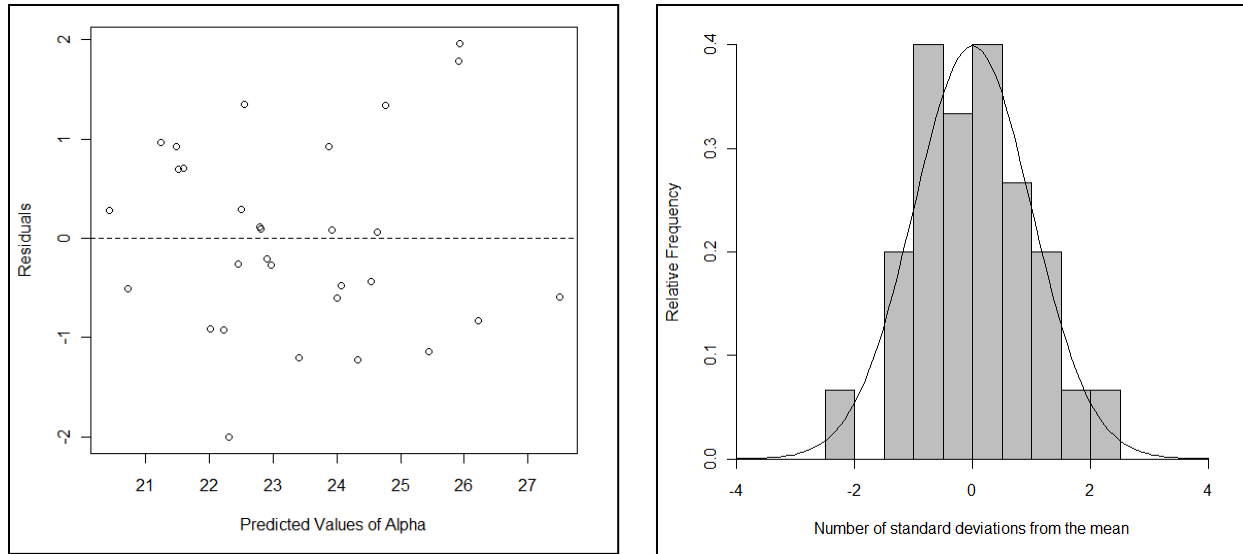 2
1
0
-1
-2
Residuals
21 22 23 24 25 26 27
Predicted Values of Alpha
0.4
0.3
0.2
0.1
0.0
Relative Frequency
-4 -2 0 2 4
Number of standard deviations from the mean